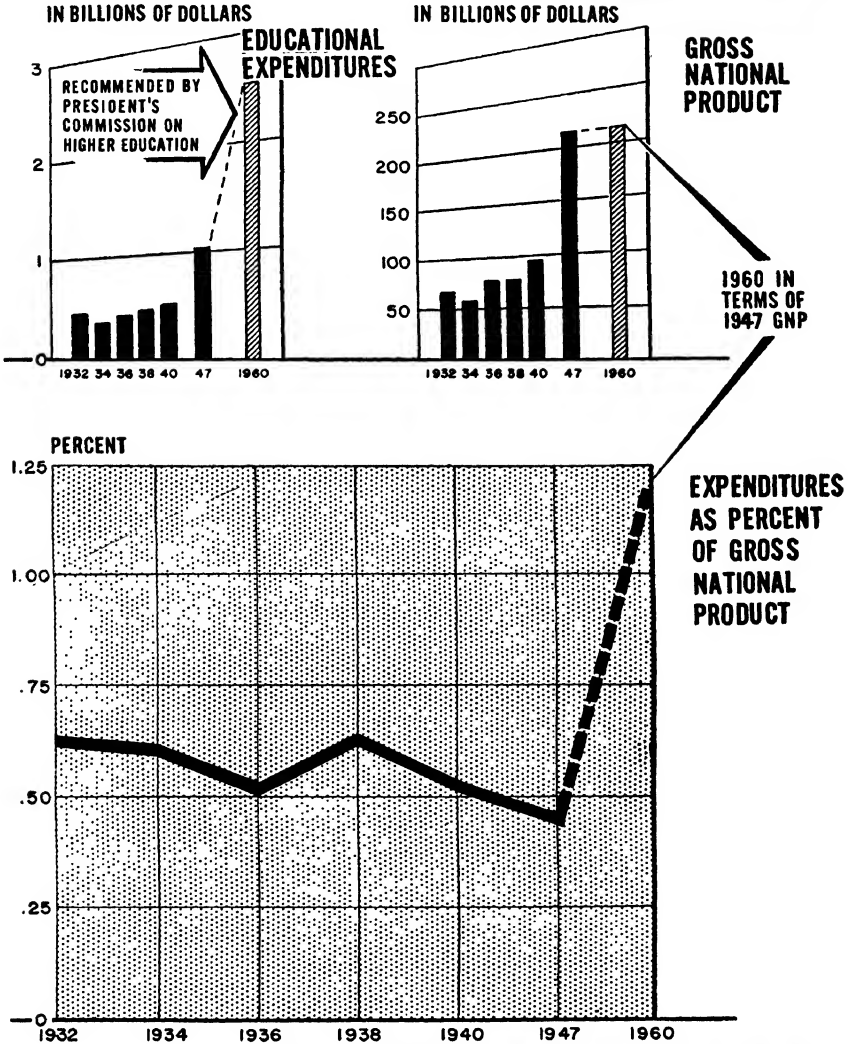 IN BILLIONS OF DOLLARS
EDUCATIONAL
EXPENDITURES
3
2
1
0
RECOMMENDED BY
PRESIDENT'S
COMMISSION ON
HIGHER EDUCATION
1932 34 36 38 40 47 1960
IN BILLIONS OF DOLLARS
GROSS
NATIONAL
PRODUCT
250
200
150
100
50
1932 34 36 38 40 47 1960
1960 IN
TERMS OF
1947 GNP
PERCENT
1.25
1.00
.75
.50
.25
0
1932 1934 1936 1938 1940 1947 1960
EXPENDITURES
AS PERCENT
OF GROSS
NATIONAL
PRODUCT